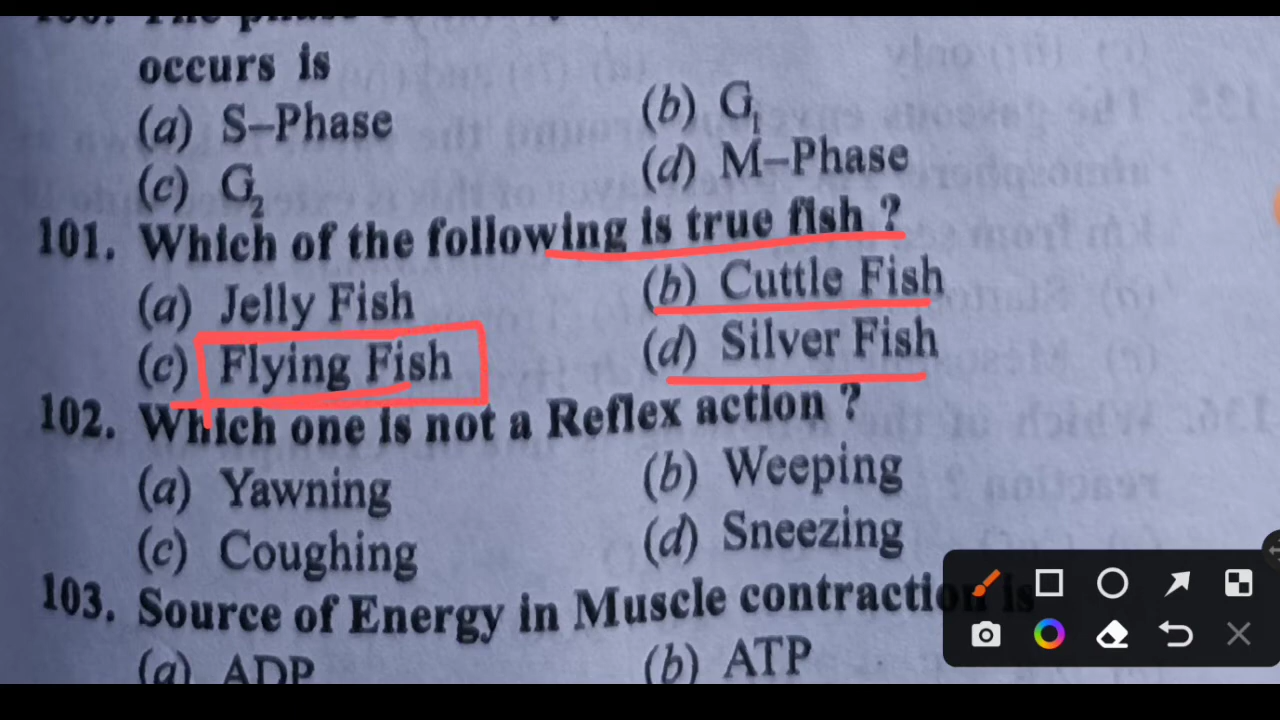 occurs is
(a) S–Phase (b) G₁
(c) G₂ (d) M–Phase
101. Which of the following is true fish ?
(a) Jelly Fish (b) Cuttle Fish
(c) Flying Fish (d) Silver Fish
102. Which one is not a Reflex action ?
(a) Yawning (b) Weeping
(c) Coughing (d) Sneezing
103. Source of Energy in Muscle contraction is
(a) ADP (b) ATP